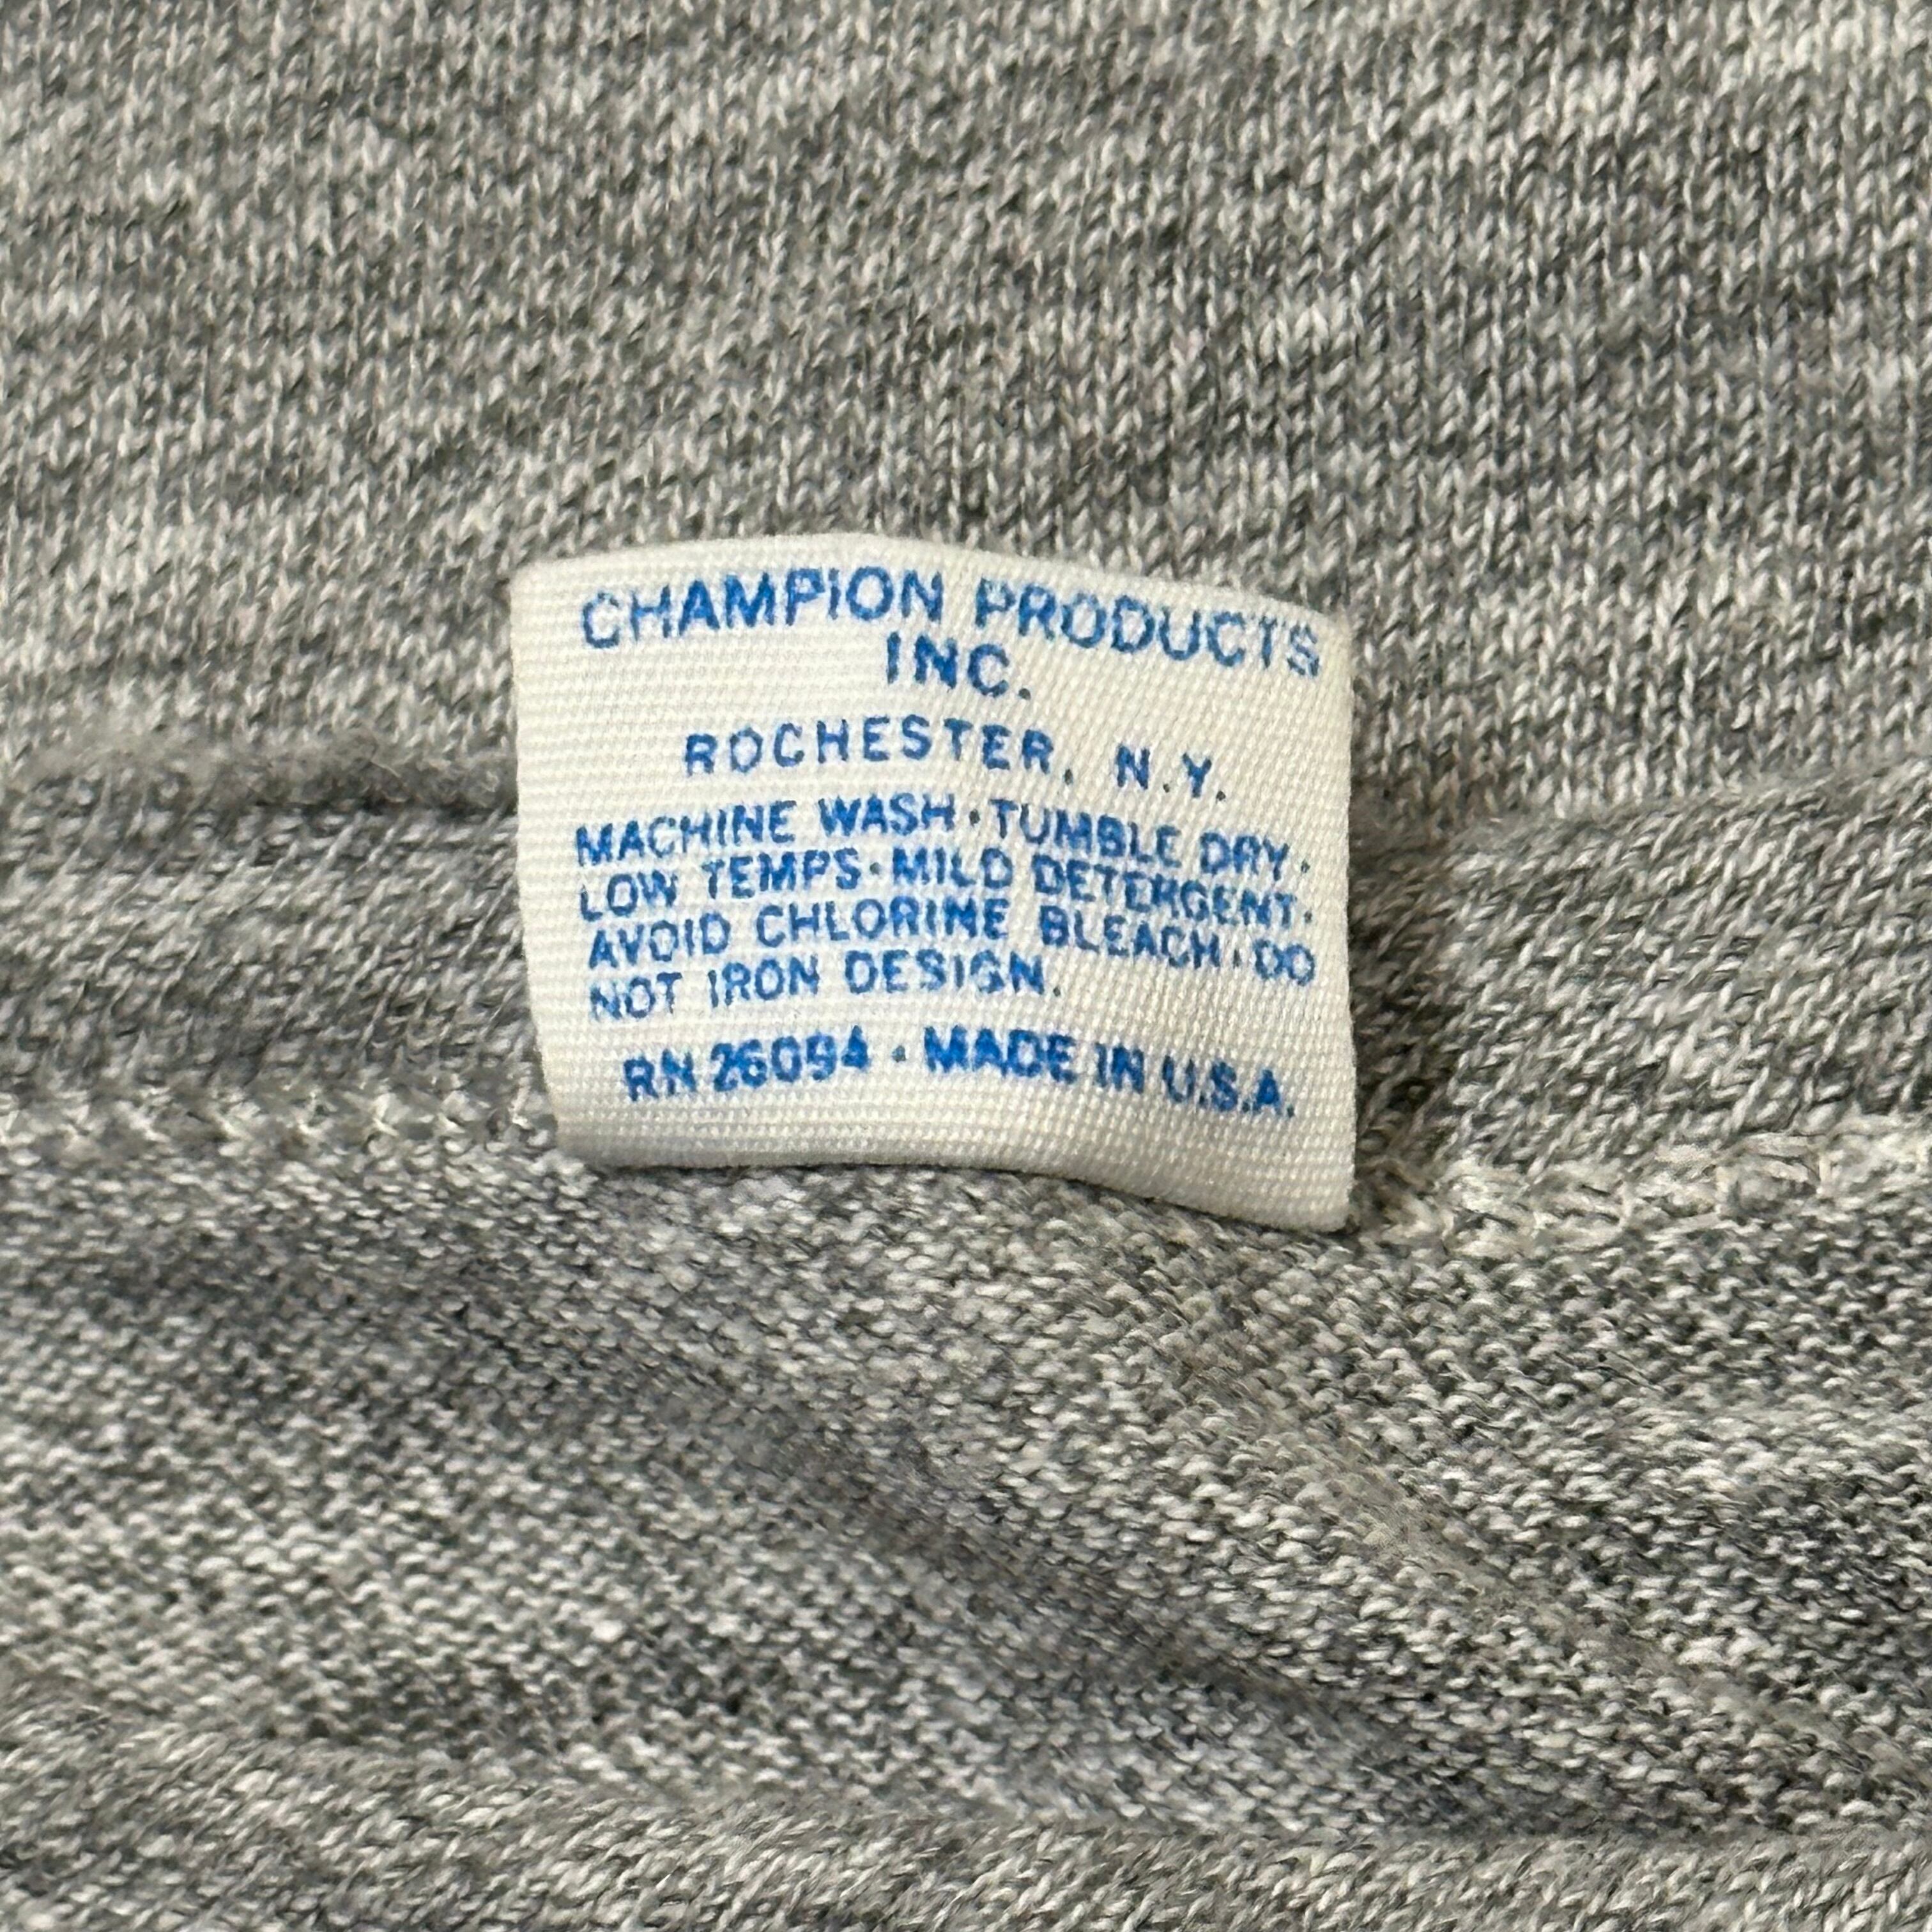 CHAMPION PRODUCTS
INC.
ROCHESTER, N.Y.
MACHINE WASH·TUMBLE DRY·
LOW TEMPS·MILD DETERGENT·
AVOID CHLORINE BLEACH·DO
NOT IRON DESIGN.
RN 26094 · MADE IN U.S.A.